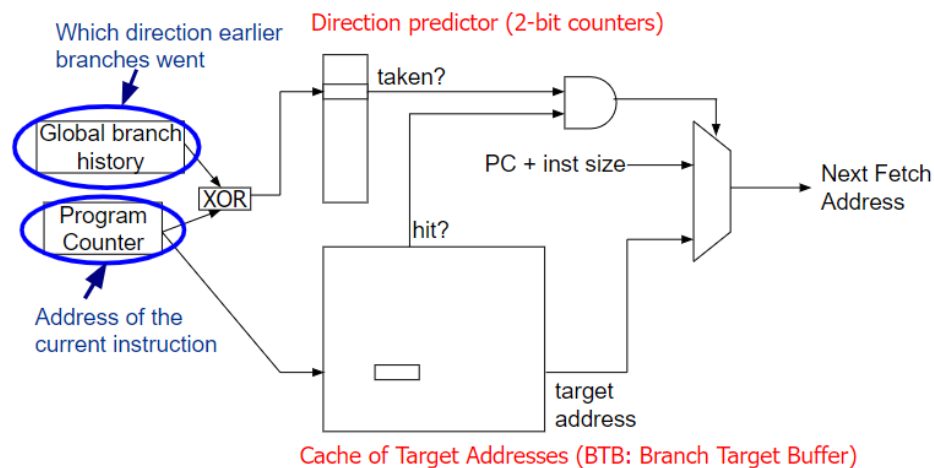 Which direction earlier
branches went
Direction predictor (2-bit counters)
taken?
Global branch
history
XOR
PC + inst size
Next Fetch
Address
Program
Counter
hit?
Address of the
current instruction
target
address
Cache of Target Addresses (BTB: Branch Target Buffer)